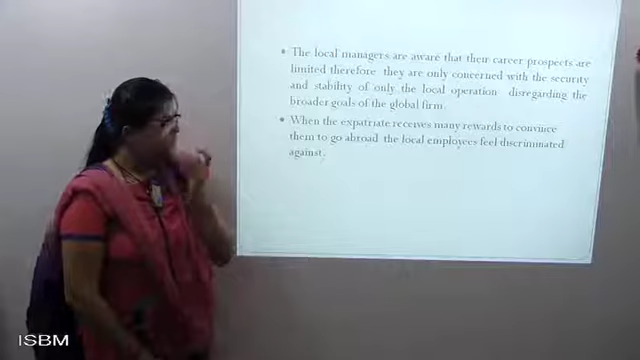 • The local managers are aware that their career prospects are
limited therefore they are only concerned with the security
and stability of only the local operation disregarding the
broader goals of the global firm.
• When the expatriate receives many rewards to convince
them to go abroad the local employees feel discriminated
against.
ISBM